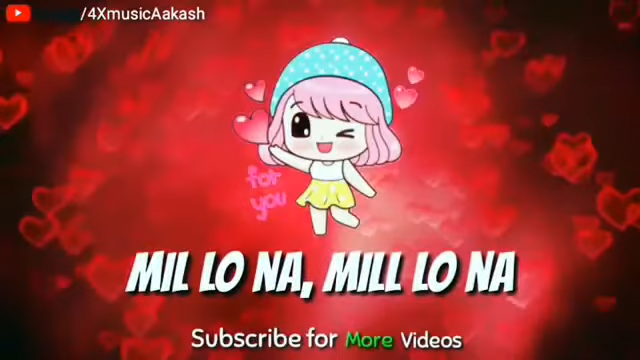 /4XmusicAakash
for
you
MIL LO NA, MILL LO NA
Subscribe for More Videos